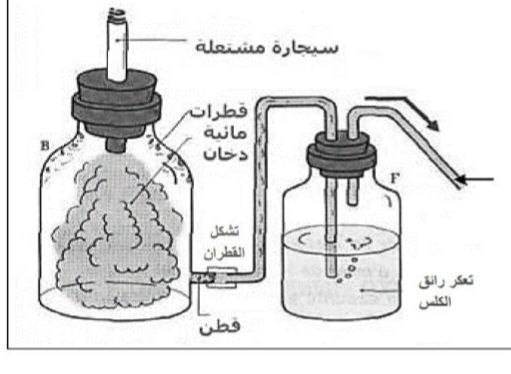 سيجارة مشتعلة
قطرات
مائية
دخان
B
F
تشكل
القطران
تعكر رائق
الكلس
قطن